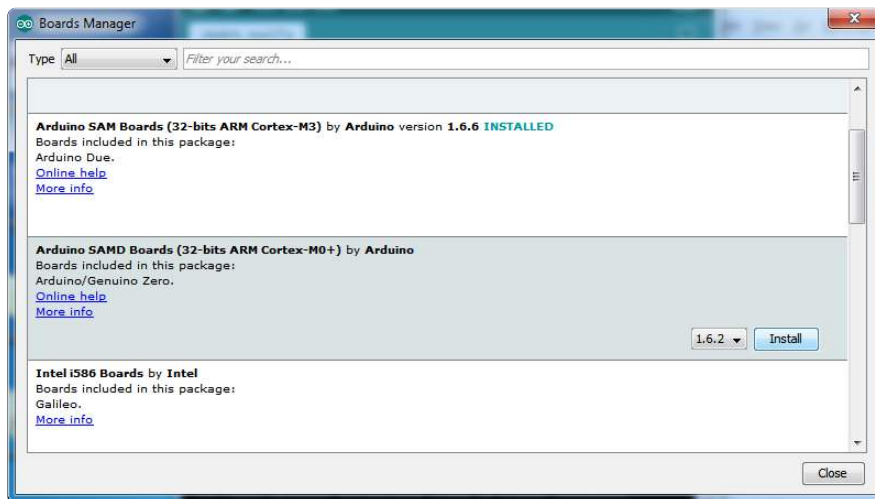 Boards Manager
Type All Filter your search...
Arduino SAM Boards (32-bits ARM Cortex-M3) by Arduino version 1.6.6 INSTALLED
Boards included in this package:
Arduino Due.
Online help
More info
Arduino SAMD Boards (32-bits ARM Cortex-M0+) by Arduino
Boards included in this package:
Arduino/Genuino Zero.
Online help
More info
1.6.2 Install
Intel i586 Boards by Intel
Boards included in this package:
Galileo.
More info
Close